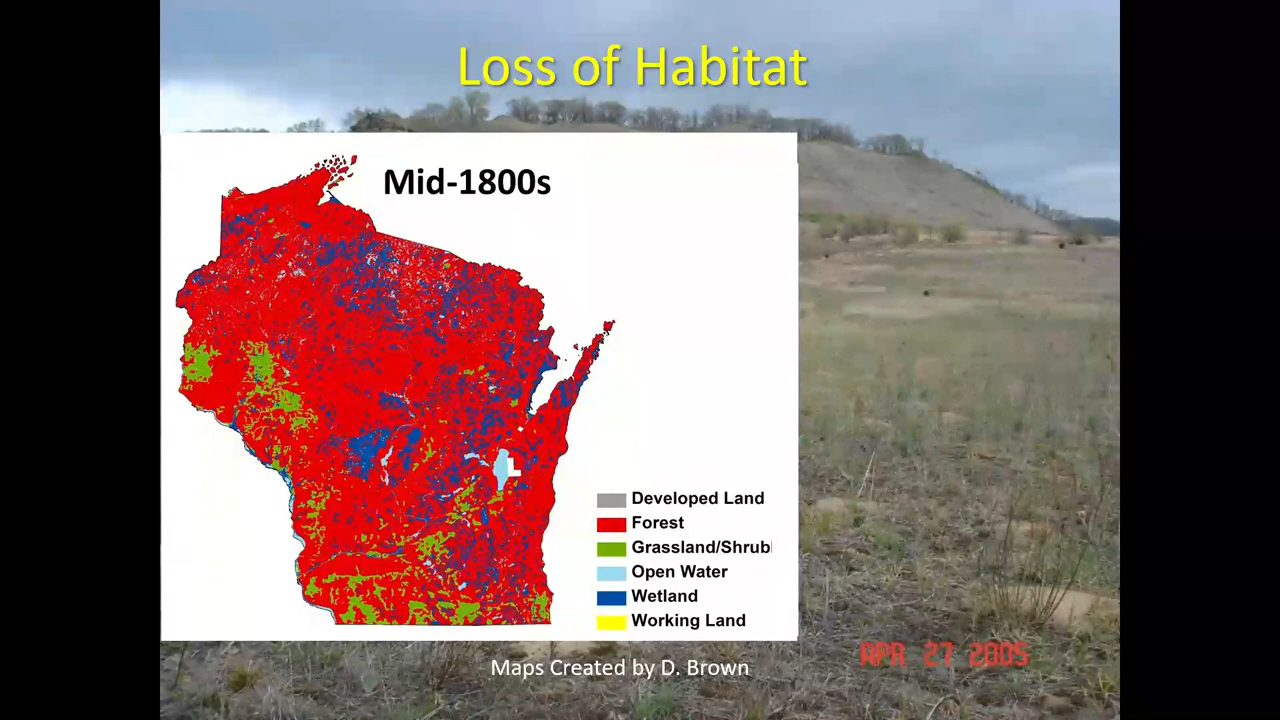 Loss of Habitat
Mid-1800s
Developed Land
Forest
Grassland/Shrub
Open Water
Wetland
Working Land
Maps Created by D. Brown
APR 27 2005